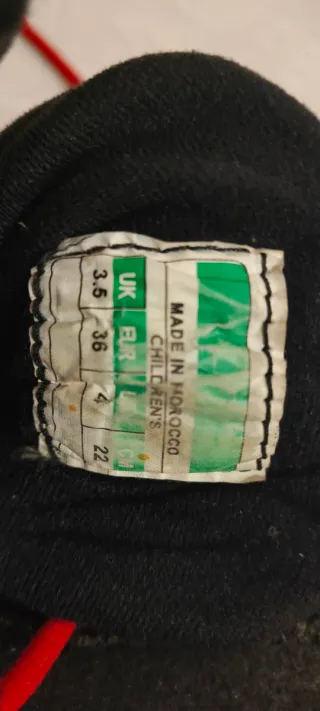 MADE IN MOROCCO
CHILDREN'S
UK
3.5 36 4 22